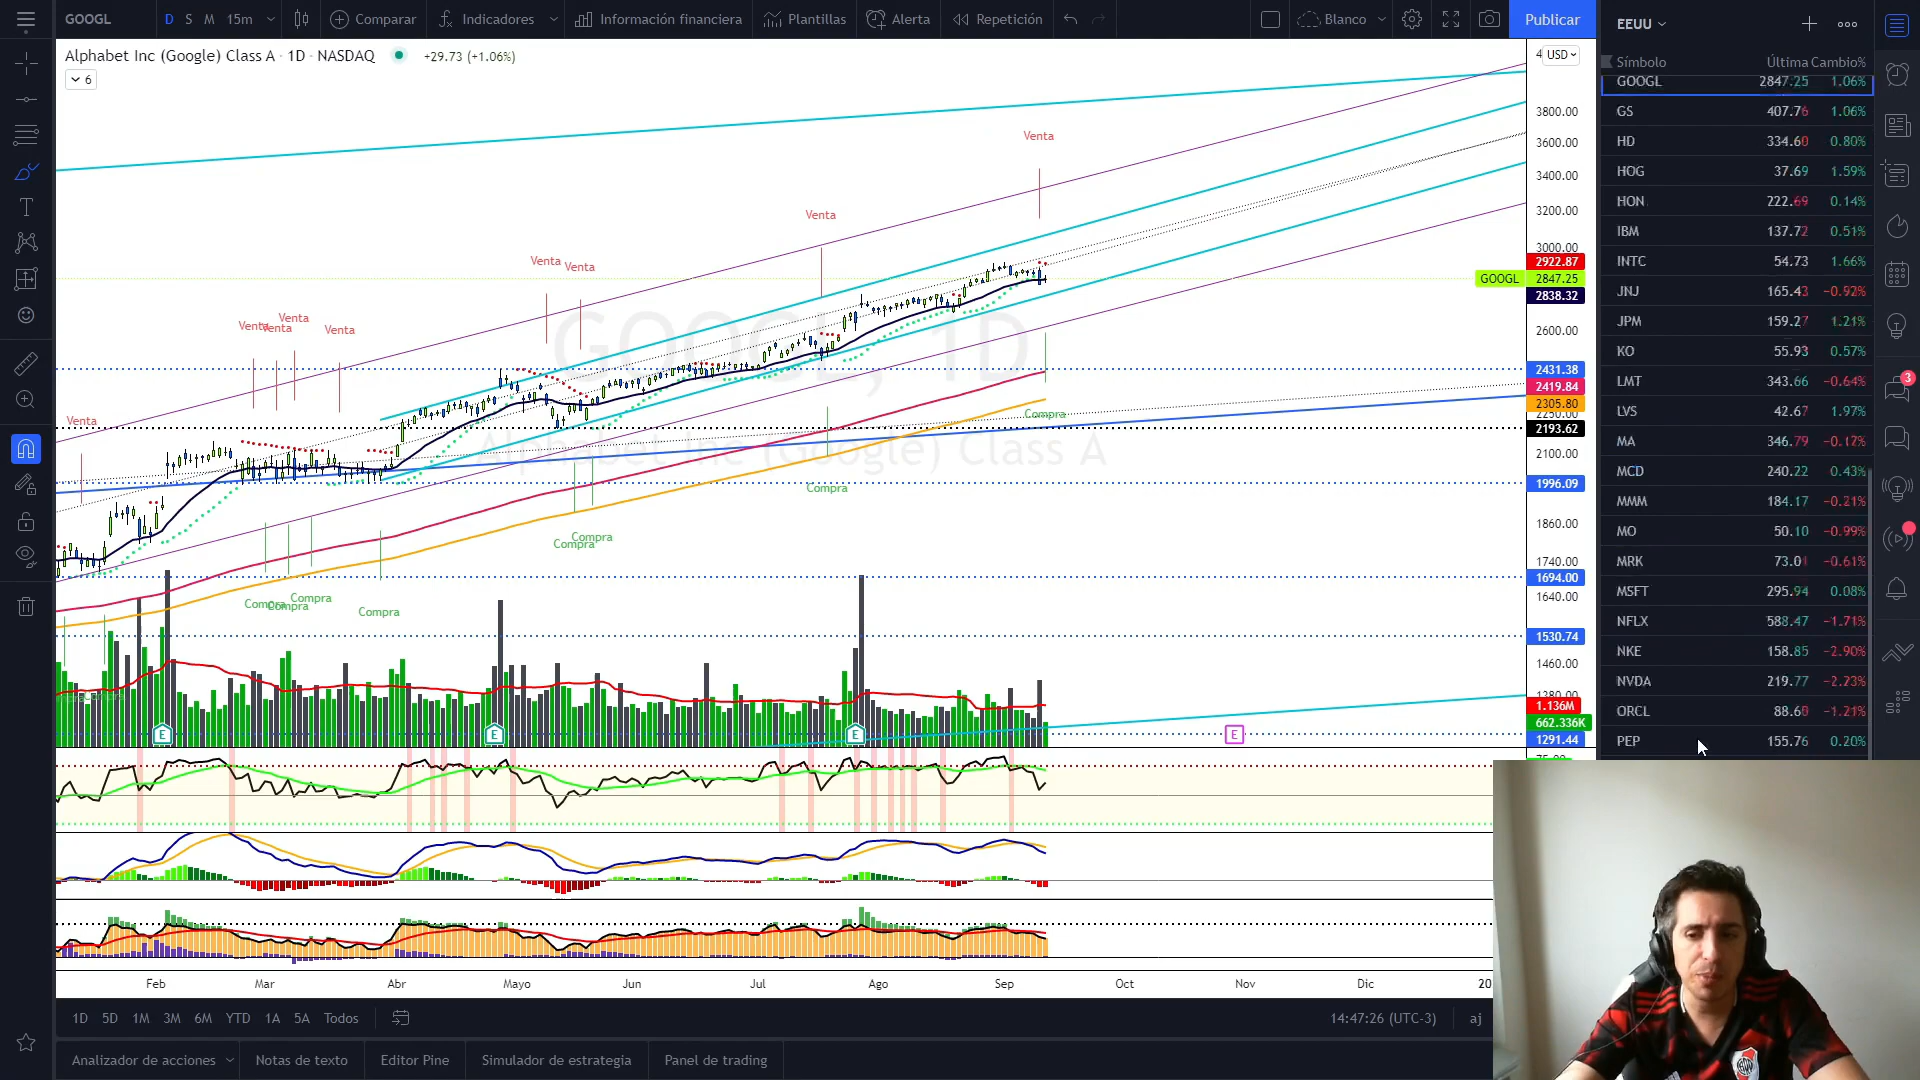 GOOGL D S M 15m Comparar Indicadores Información financiera Plantillas Alerta Repetición Blanco Publicar
Alphabet Inc (Google) Class A · 1D · NASDAQ +29.73 (+1.06%)
6
GOOGL, 1D
Alphabet Inc (Google) Class A
Venta
Venta
Venta
Venta
Venta
Venta
Venta
Venta
Venta
Compra
Compra
Compra
Compra
Compra
Compra
Compra
Compra
USD
3800.00
3600.00
3400.00
3200.00
3000.00
2922.87
GOOGL 2847.25
2838.32
2600.00
2431.38
2419.84
2305.80
2250.00
2193.62
2100.00
1996.09
1860.00
1740.00
1694.00
1640.00
1530.74
1460.00
1380.00
1.136M
662.336K
1291.44
E E E E
Feb Mar Abr Mayo Jun Jul Ago Sep Oct Nov Dic 20
1D 5D 1M 3M 6M YTD 1A 5A Todos 14:47:26 (UTC-3) aj
Analizador de acciones Notas de texto Editor Pine Simulador de estrategia Panel de trading
EEUU
Símbolo Última Cambio%
GOOGL 2847.25 1.06%
GS 407.76 1.06%
HD 334.60 0.80%
HOG 37.69 1.59%
HON 222.69 0.14%
IBM 137.72 0.51%
INTC 54.73 1.66%
JNJ 165.43 -0.92%
JPM 159.27 1.21%
KO 55.93 0.57%
LMT 343.66 -0.64%
LVS 42.67 1.97%
MA 346.79 -0.12%
MCD 240.22 0.43%
MMM 184.17 -0.21%
MO 50.10 -0.99%
MRK 73.01 -0.61%
MSFT 295.94 0.08%
NFLX 588.47 -1.71%
NKE 158.85 -2.90%
NVDA 219.77 -2.23%
ORCL 88.60 -1.21%
PEP 155.76 0.20%
3